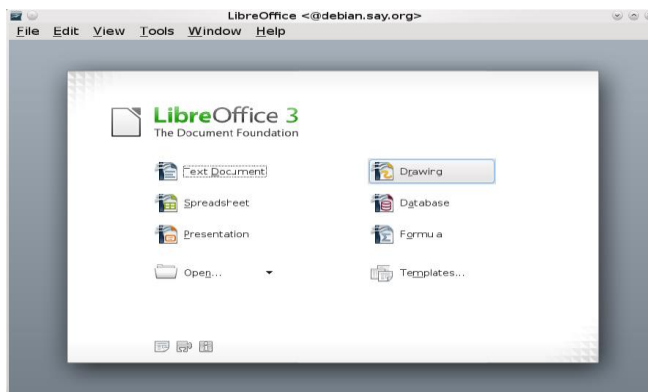 LibreOffice <@debian.say.org>
File Edit View Tools Window Help
LibreOffice 3
The Document Foundation
Text Document
Drawing
Spreadsheet
Database
Presentation
Formula
Open...
Templates...